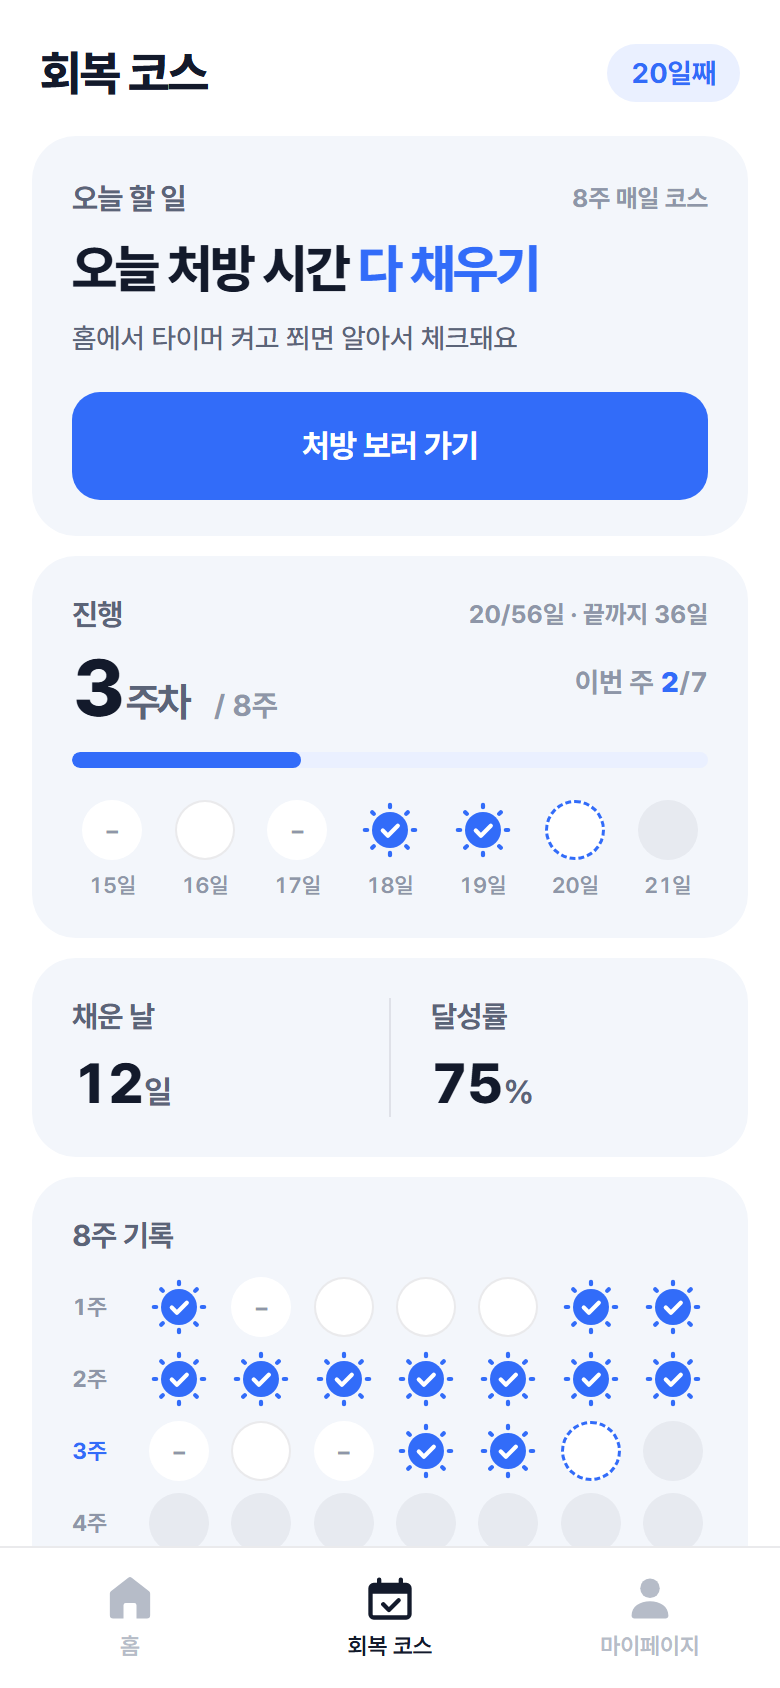 회복 코스
20일째
오늘 할 일
8주 매일 코스
오늘 처방 시간 다 채우기
홈에서 타이머 켜고 쬐면 알아서 체크돼요
처방 보러 가기
진행
20/56일 · 끝까지 36일
3주차 / 8주
이번 주 2/7
– –
15일 16일 17일 18일 19일 20일 21일
채운 날
달성률
12일
75%
8주 기록
1주 –
2주
3주 – –
4주
홈
회복 코스
마이페이지